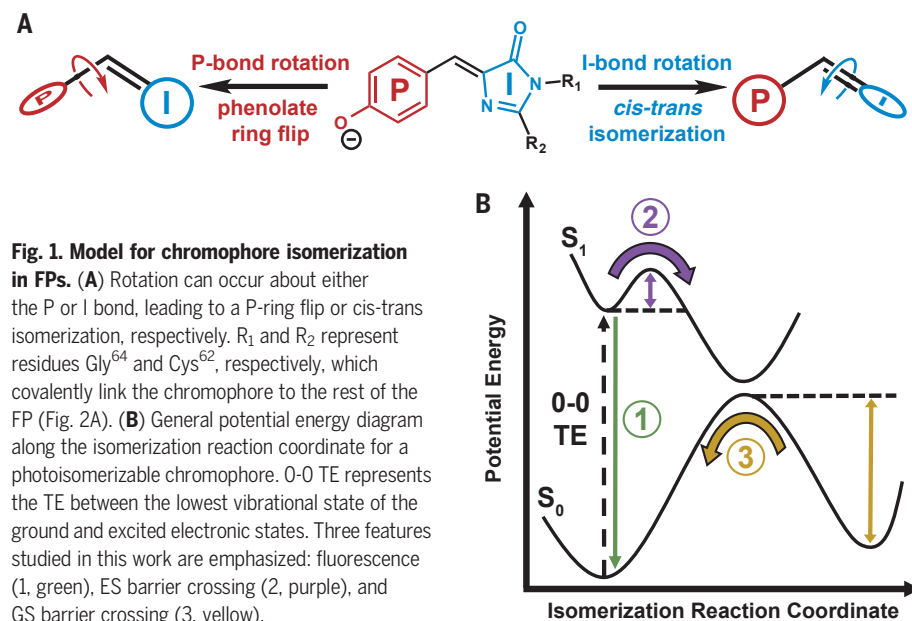 A
P-bond rotation
phenolate
ring flip
P
I
P
I
O
⊖
O
N
N
R1
R2
I-bond rotation
cis-trans
isomerization
P
I
Fig. 1. Model for chromophore isomerization
in FPs. (A) Rotation can occur about either
the P or I bond, leading to a P-ring flip or cis-trans
isomerization, respectively. R1 and R2 represent
residues Gly64 and Cys62, respectively, which
covalently link the chromophore to the rest of the
FP (Fig. 2A). (B) General potential energy diagram
along the isomerization reaction coordinate for a
photoisomerizable chromophore. 0-0 TE represents
the TE between the lowest vibrational state of the
ground and excited electronic states. Three features
studied in this work are emphasized: fluorescence
(1, green), ES barrier crossing (2, purple), and
GS barrier crossing (3, yellow).
B
Potential Energy
S1
2
0-0
TE
1
3
S0
Isomerization Reaction Coordinate